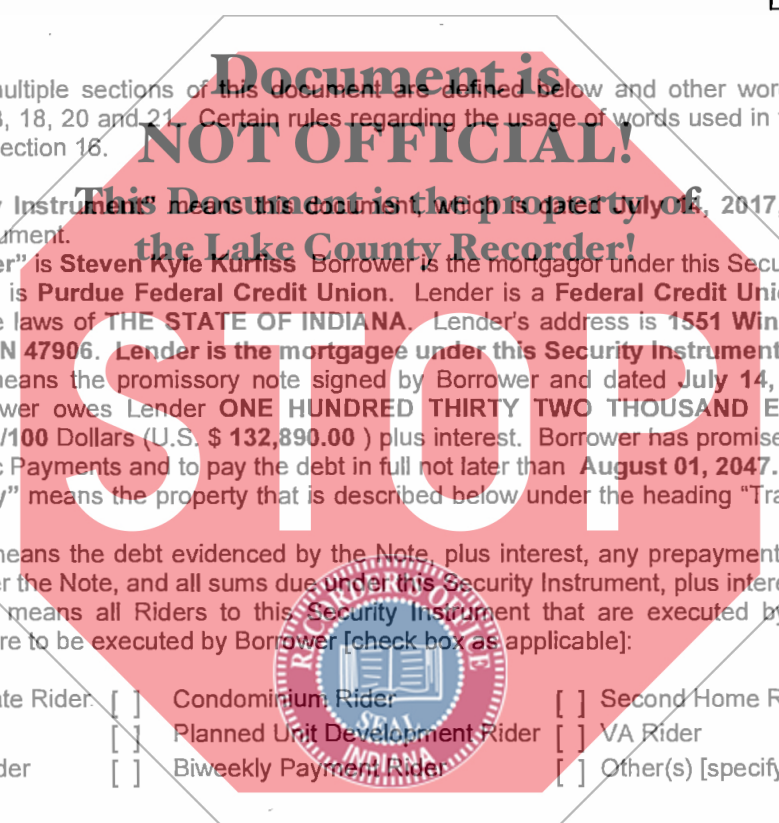 Document is
NOT OFFICIAL!
This Document is the property of
the Lake County Recorder!
STOP
multiple sections of this document are defined below and other wor
, 18, 20 and 21. Certain rules regarding the usage of words used in
ection 16.
Instrument" means this document, which is dated July 14, 2017,
ument.
er" is Steven Kyle Kurfiss Borrower is the mortgagor under this Secu
is Purdue Federal Credit Union. Lender is a Federal Credit Uni
laws of THE STATE OF INDIANA. Lender's address is 1551 Win
N 47906. Lender is the mortgagee under this Security Instrument
means the promissory note signed by Borrower and dated July 14,
wer owes Lender ONE HUNDRED THIRTY TWO THOUSAND E
/100 Dollars (U.S. $ 132,890.00 ) plus interest. Borrower has promise
c Payments and to pay the debt in full not later than August 01, 2047.
y" means the property that is described below under the heading "Tra
means the debt evidenced by the Note, plus interest, any prepayment
er the Note, and all sums due under this Security Instrument, plus intere
means all Riders to this Security Instrument that are executed by
re to be executed by Borrower [check box as applicable]:
ate Rider [ ] Condominium Rider [ ] Second Home R
[ ] Planned Unit Development Rider [ ] VA Rider
der [ ] Biweekly Payment Rider [ ] Other(s) [specify
RECORDER'S OFFICE
SEAL
INDIANA